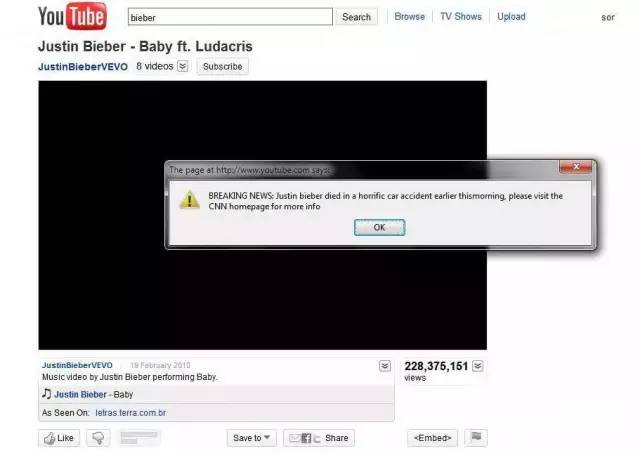 YouTube bieber Search Browse TV Shows Upload sor
Justin Bieber - Baby ft. Ludacris
JustinBieberVEVO 8 videos Subscribe
The page at http://www.youtube.com says:
BREAKING NEWS: Justin bieber died in a horrific car accident earlier thismorning, please visit the
CNN homepage for more info
OK
JustinBieberVEVO 19 February 2010 228,375,151
Music video by Justin Bieber performing Baby. views
Justin Bieber - Baby
As Seen On: letras.terra.com.br
Like Save to Share <Embed>